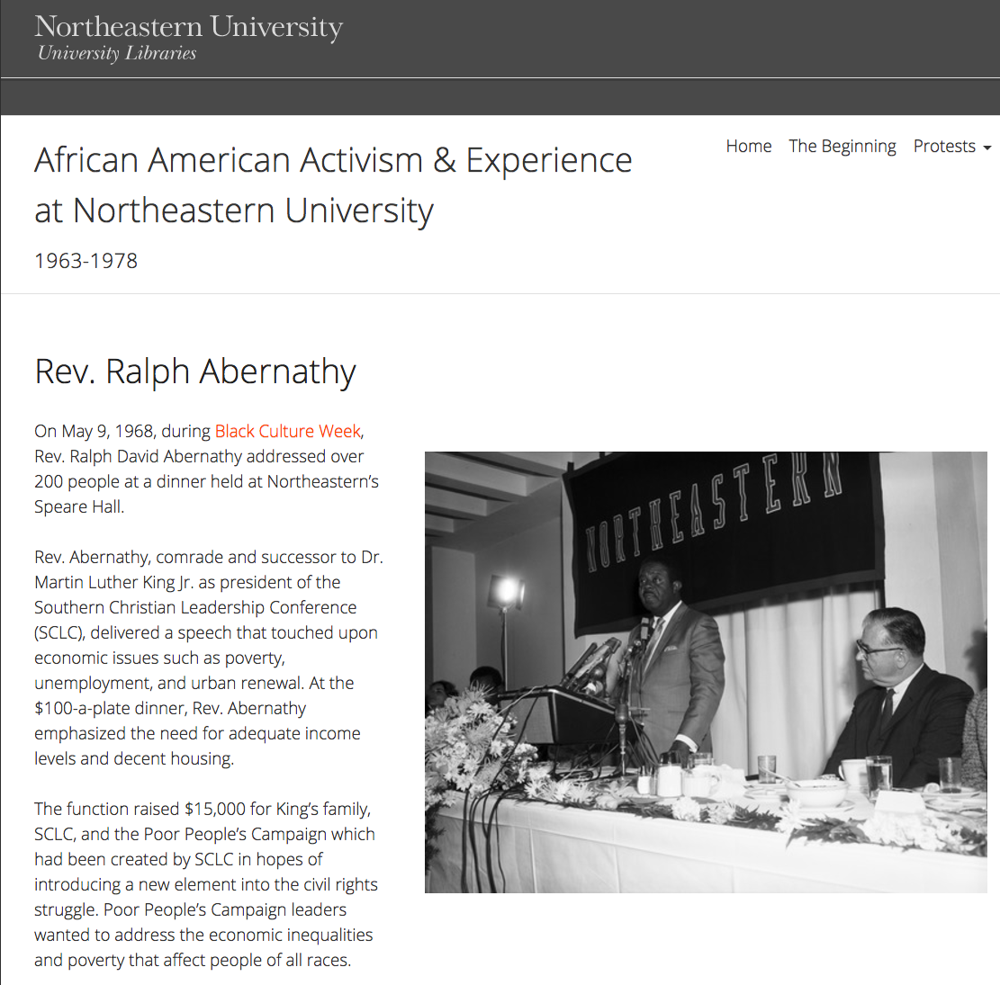 Northeastern University
University Libraries
Home The Beginning Protests
African American Activism & Experience
at Northeastern University
1963-1978
Rev. Ralph Abernathy
On May 9, 1968, during Black Culture Week,
Rev. Ralph David Abernathy addressed over
200 people at a dinner held at Northeastern’s
Speare Hall.
Rev. Abernathy, comrade and successor to Dr.
Martin Luther King Jr. as president of the
Southern Christian Leadership Conference
(SCLC), delivered a speech that touched upon
economic issues such as poverty,
unemployment, and urban renewal. At the
$100-a-plate dinner, Rev. Abernathy
emphasized the need for adequate income
levels and decent housing.
The function raised $15,000 for King’s family,
SCLC, and the Poor People’s Campaign which
had been created by SCLC in hopes of
introducing a new element into the civil rights
struggle. Poor People’s Campaign leaders
wanted to address the economic inequalities
and poverty that affect people of all races.
NORTHEASTERN